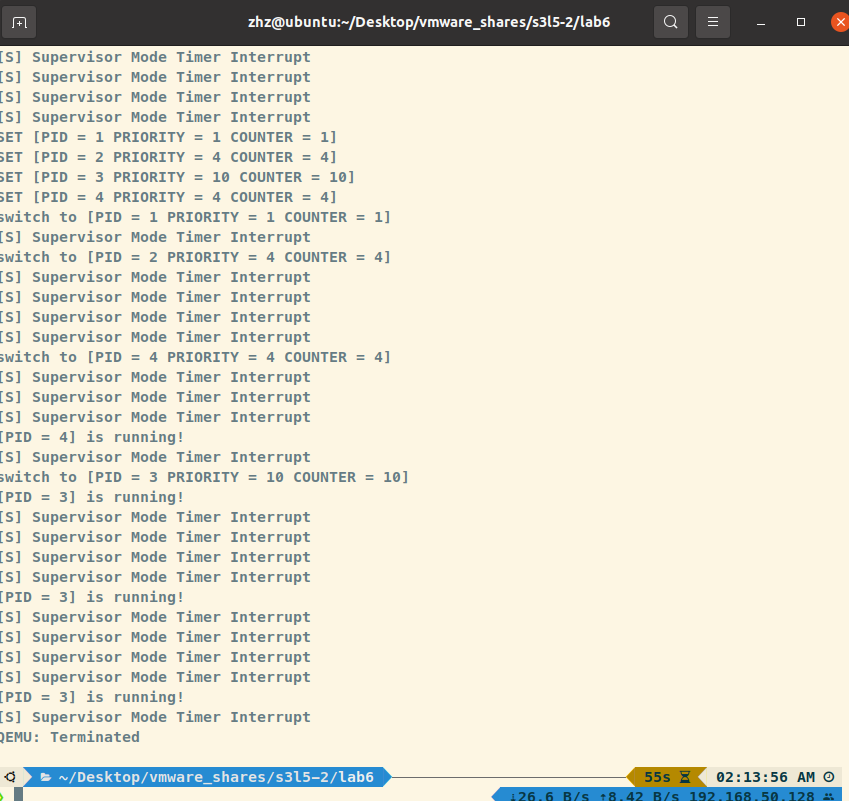 zhz@ubuntu:~/Desktop/vmware_shares/s3l5-2/lab6
[S] Supervisor Mode Timer Interrupt
[S] Supervisor Mode Timer Interrupt
[S] Supervisor Mode Timer Interrupt
[S] Supervisor Mode Timer Interrupt
SET [PID = 1 PRIORITY = 1 COUNTER = 1]
SET [PID = 2 PRIORITY = 4 COUNTER = 4]
SET [PID = 3 PRIORITY = 10 COUNTER = 10]
SET [PID = 4 PRIORITY = 4 COUNTER = 4]
switch to [PID = 1 PRIORITY = 1 COUNTER = 1]
[S] Supervisor Mode Timer Interrupt
switch to [PID = 2 PRIORITY = 4 COUNTER = 4]
[S] Supervisor Mode Timer Interrupt
[S] Supervisor Mode Timer Interrupt
[S] Supervisor Mode Timer Interrupt
[S] Supervisor Mode Timer Interrupt
switch to [PID = 4 PRIORITY = 4 COUNTER = 4]
[S] Supervisor Mode Timer Interrupt
[S] Supervisor Mode Timer Interrupt
[S] Supervisor Mode Timer Interrupt
[PID = 4] is running!
[S] Supervisor Mode Timer Interrupt
switch to [PID = 3 PRIORITY = 10 COUNTER = 10]
[PID = 3] is running!
[S] Supervisor Mode Timer Interrupt
[S] Supervisor Mode Timer Interrupt
[S] Supervisor Mode Timer Interrupt
[S] Supervisor Mode Timer Interrupt
[PID = 3] is running!
[S] Supervisor Mode Timer Interrupt
[S] Supervisor Mode Timer Interrupt
[S] Supervisor Mode Timer Interrupt
[S] Supervisor Mode Timer Interrupt
[PID = 3] is running!
[S] Supervisor Mode Timer Interrupt
QEMU: Terminated
~/Desktop/vmware_shares/s3l5-2/lab6 55s 02:13:56 AM
↓26.6 B/s ↑8.42 B/s 192.168.50.128